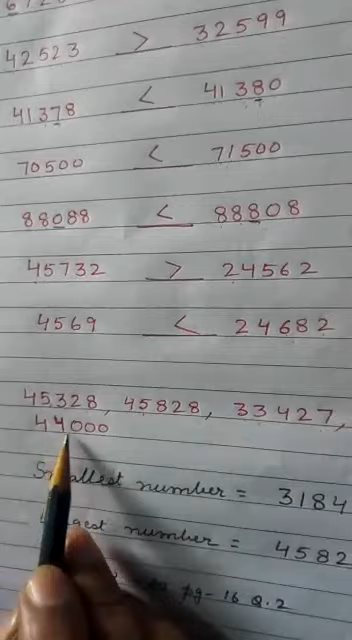 42523 > 32599
41378 < 41380
70500 < 71500
88088 < 88808
45732 > 24562
4569 < 24682
45328, 45828, 33427,
44000
Smallest number = 3184
number = 4582
pg-16 Q.2